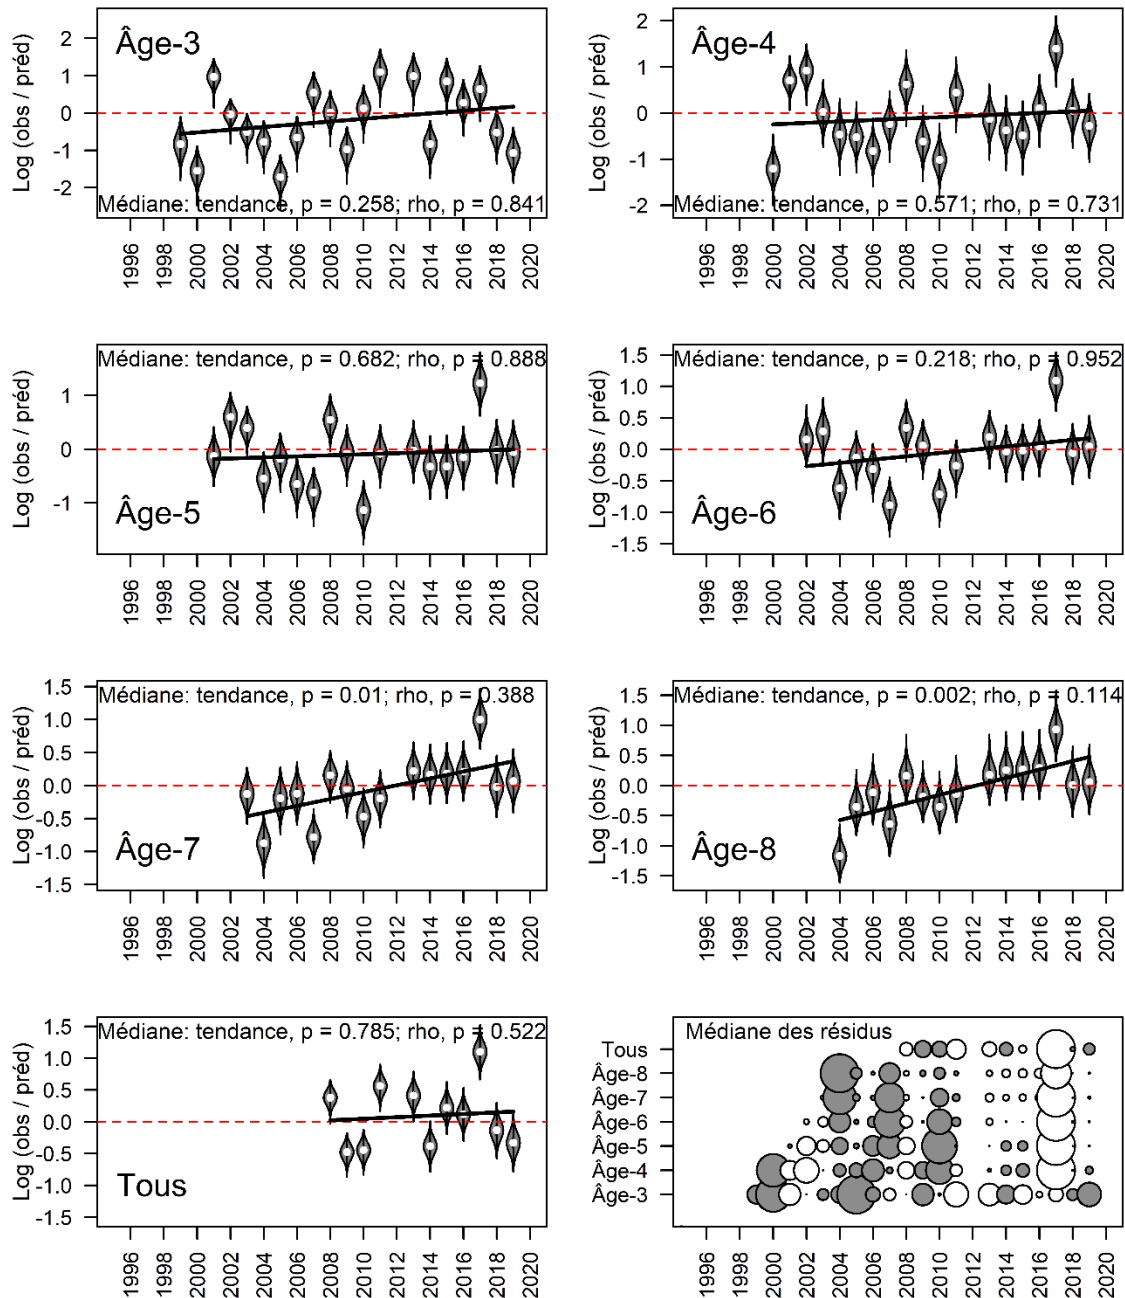 Âge-3
Log (obs / préd)
2
1
0
-1
-2
Médiane: tendance, p = 0.258; rho, p = 0.841
1996 1998 2000 2002 2004 2006 2008 2010 2012 2014 2016 2018 2020
Âge-4
Log (obs / préd)
2
1
0
-1
-2
Médiane: tendance, p = 0.571; rho, p = 0.731
1996 1998 2000 2002 2004 2006 2008 2010 2012 2014 2016 2018 2020
Médiane: tendance, p = 0.682; rho, p = 0.888
Log (obs / préd)
1
0
-1
Âge-5
1996 1998 2000 2002 2004 2006 2008 2010 2012 2014 2016 2018 2020
Médiane: tendance, p = 0.218; rho, p = 0.952
Log (obs / préd)
1.5
1.0
0.5
0.0
-0.5
-1.0
-1.5
Âge-6
1996 1998 2000 2002 2004 2006 2008 2010 2012 2014 2016 2018 2020
Médiane: tendance, p = 0.01; rho, p = 0.388
Log (obs / préd)
1.5
1.0
0.5
0.0
-0.5
-1.0
-1.5
Âge-7
1996 1998 2000 2002 2004 2006 2008 2010 2012 2014 2016 2018 2020
Médiane: tendance, p = 0.002; rho, p = 0.114
Log (obs / préd)
1.5
1.0
0.5
0.0
-0.5
-1.0
-1.5
Âge-8
1996 1998 2000 2002 2004 2006 2008 2010 2012 2014 2016 2018 2020
Médiane: tendance, p = 0.785; rho, p = 0.522
Log (obs / préd)
1.5
1.0
0.5
0.0
-0.5
-1.0
-1.5
Tous
1996 1998 2000 2002 2004 2006 2008 2010 2012 2014 2016 2018 2020
Médiane des résidus
Tous
Âge-8
Âge-7
Âge-6
Âge-5
Âge-4
Âge-3
1996 1998 2000 2002 2004 2006 2008 2010 2012 2014 2016 2018 2020